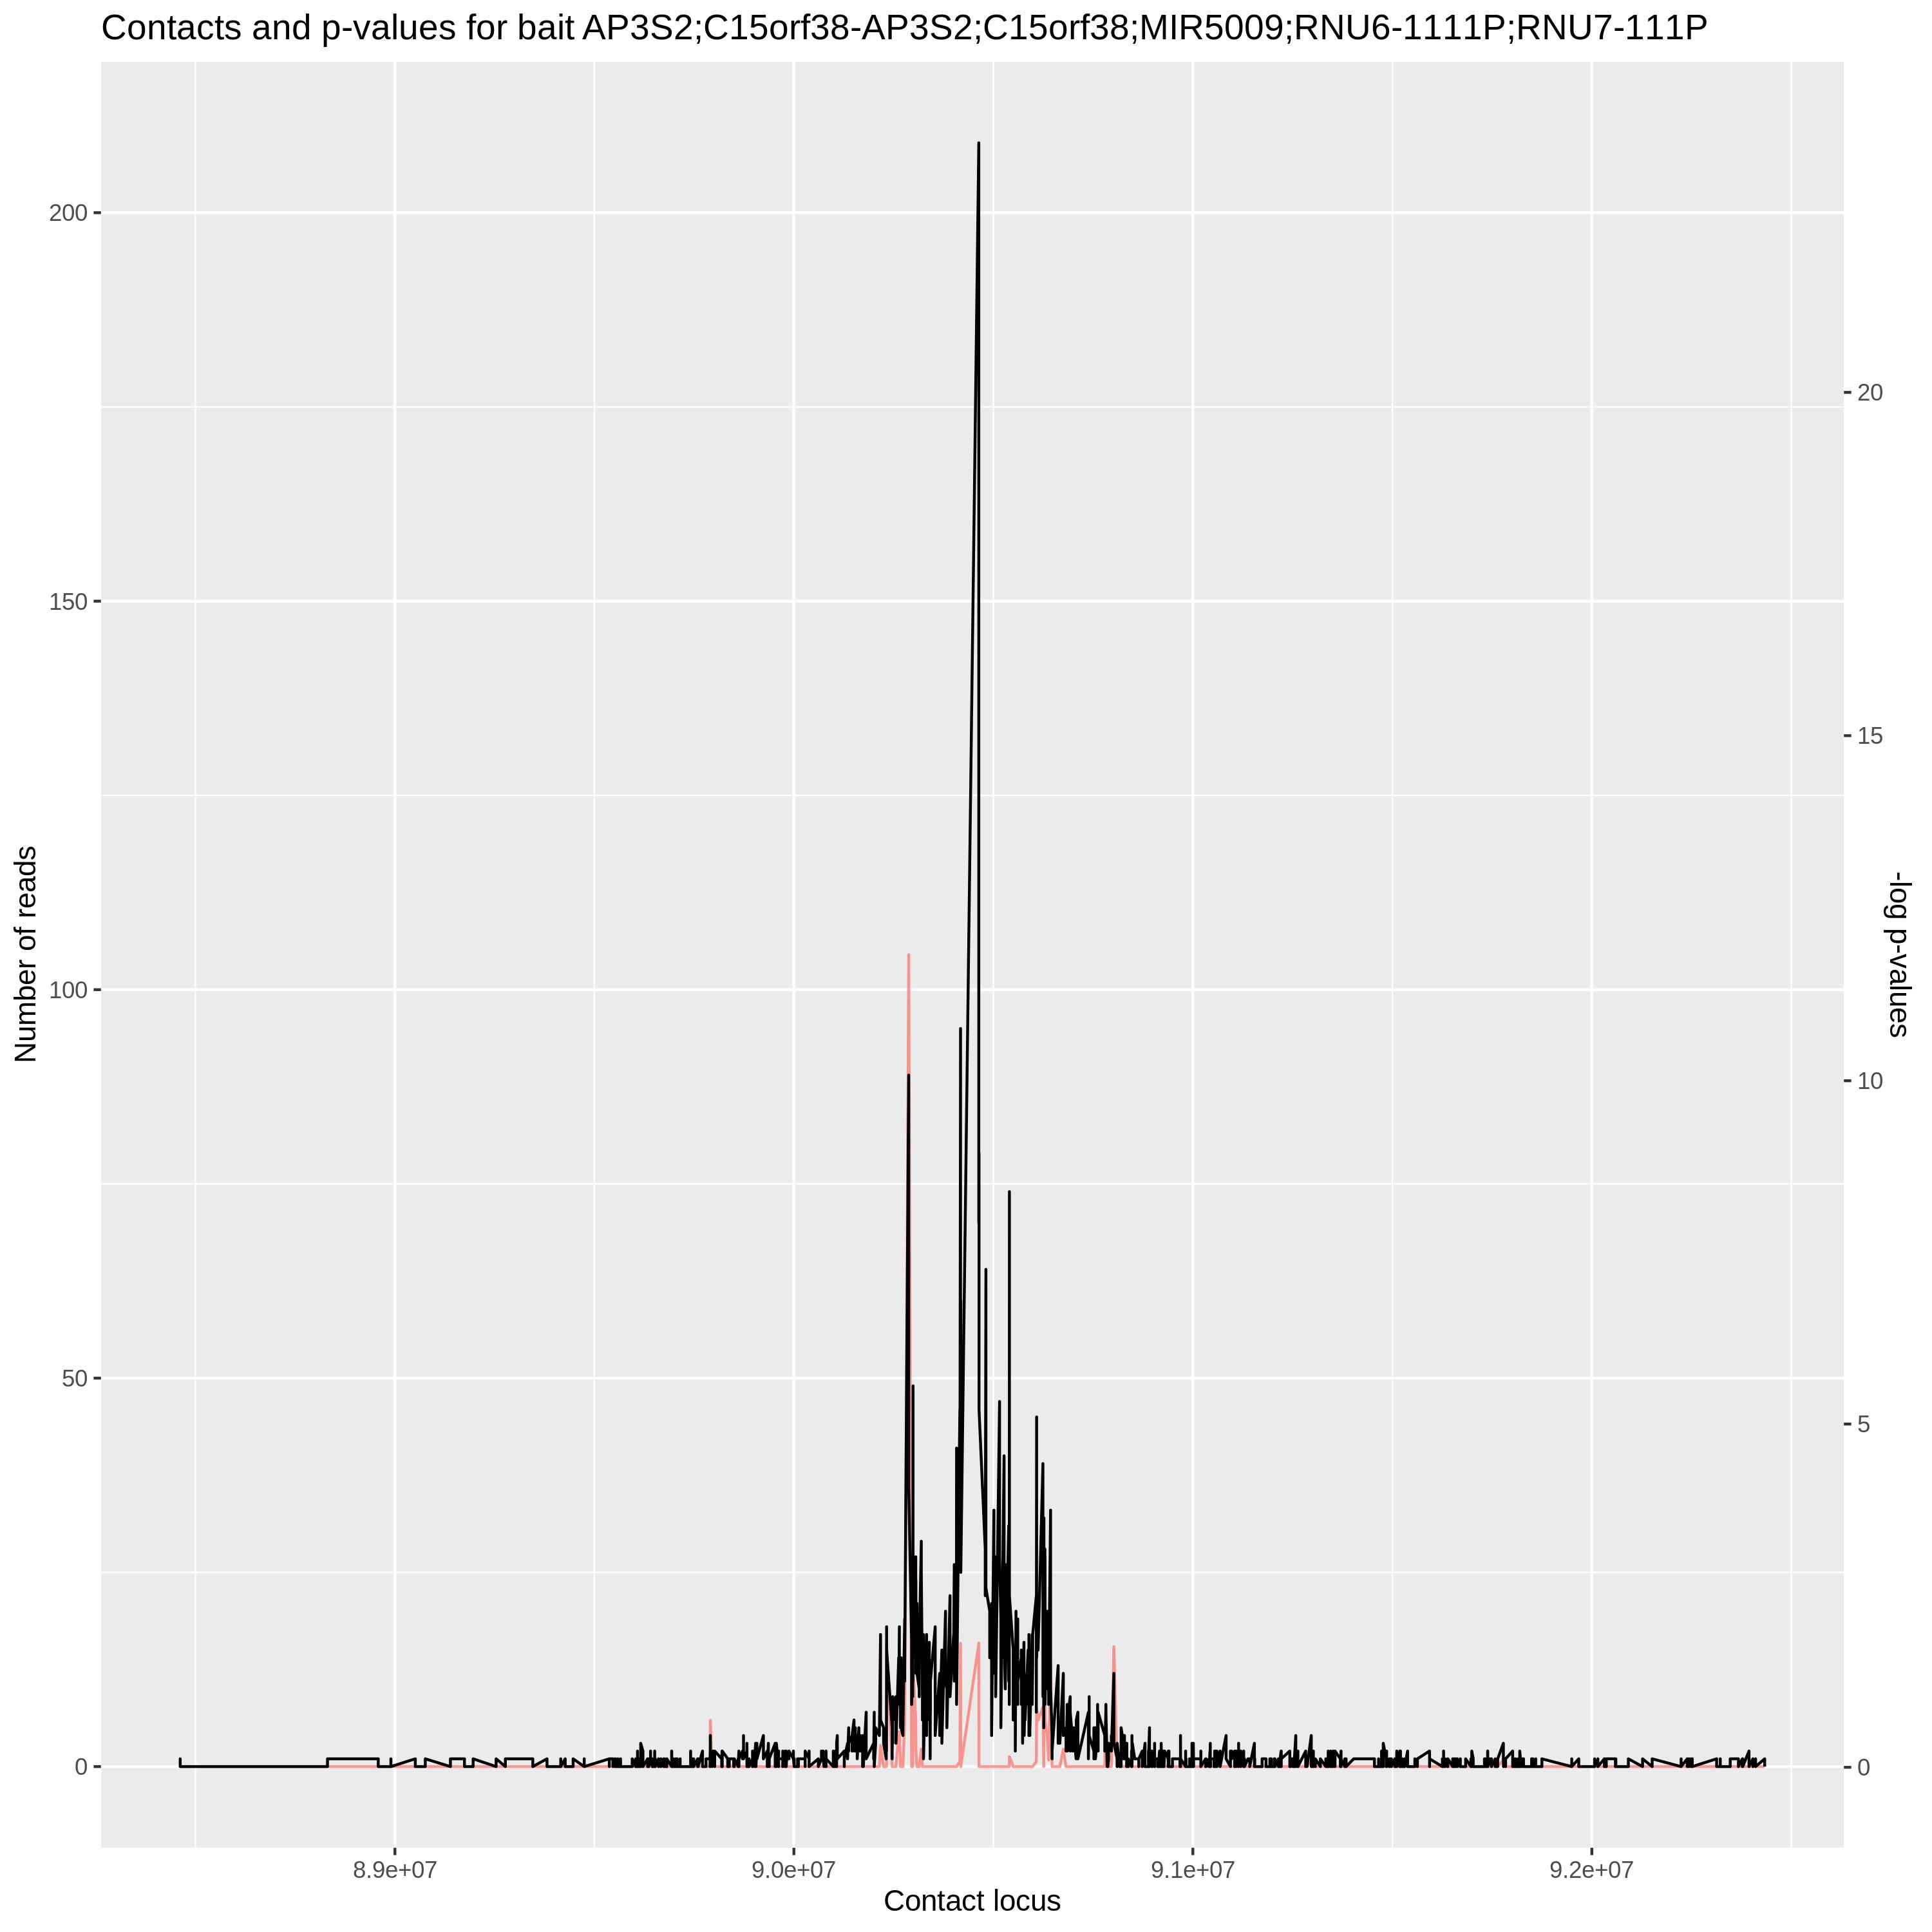 Contacts and p-values for bait AP3S2;C15orf38-AP3S2;C15orf38;MIR5009;RNU6-1111P;RNU7-111P
200
150
100
50
0
Number of reads
20
15
10
5
0
-log p-values
8.9e+07
9.0e+07
9.1e+07
9.2e+07
Contact locus